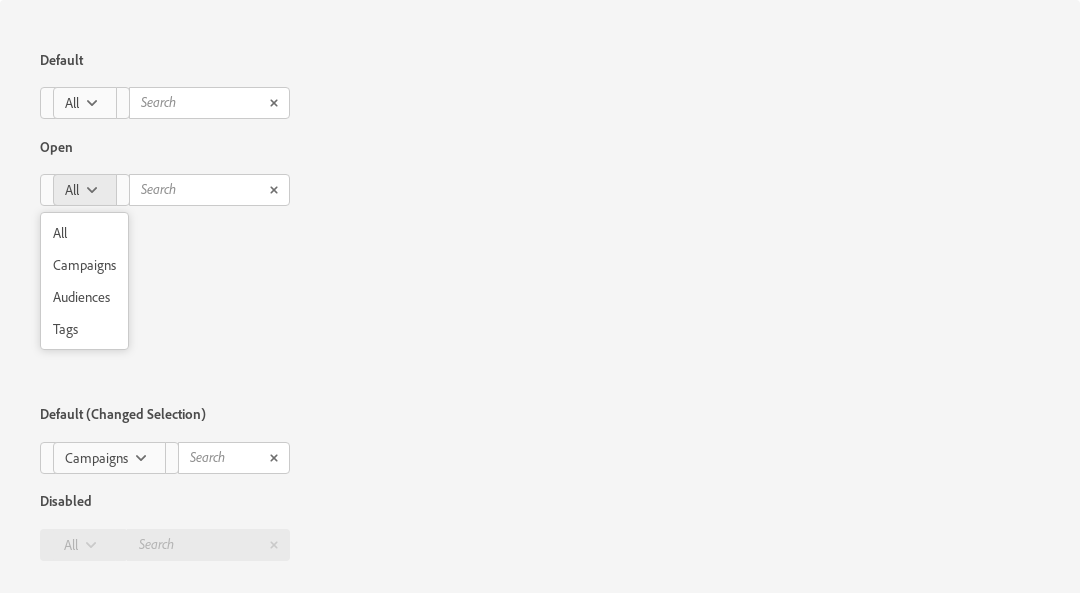 Default
All Search
Open
All Search
All
Campaigns
Audiences
Tags
Default (Changed Selection)
Campaigns Search
Disabled
All Search